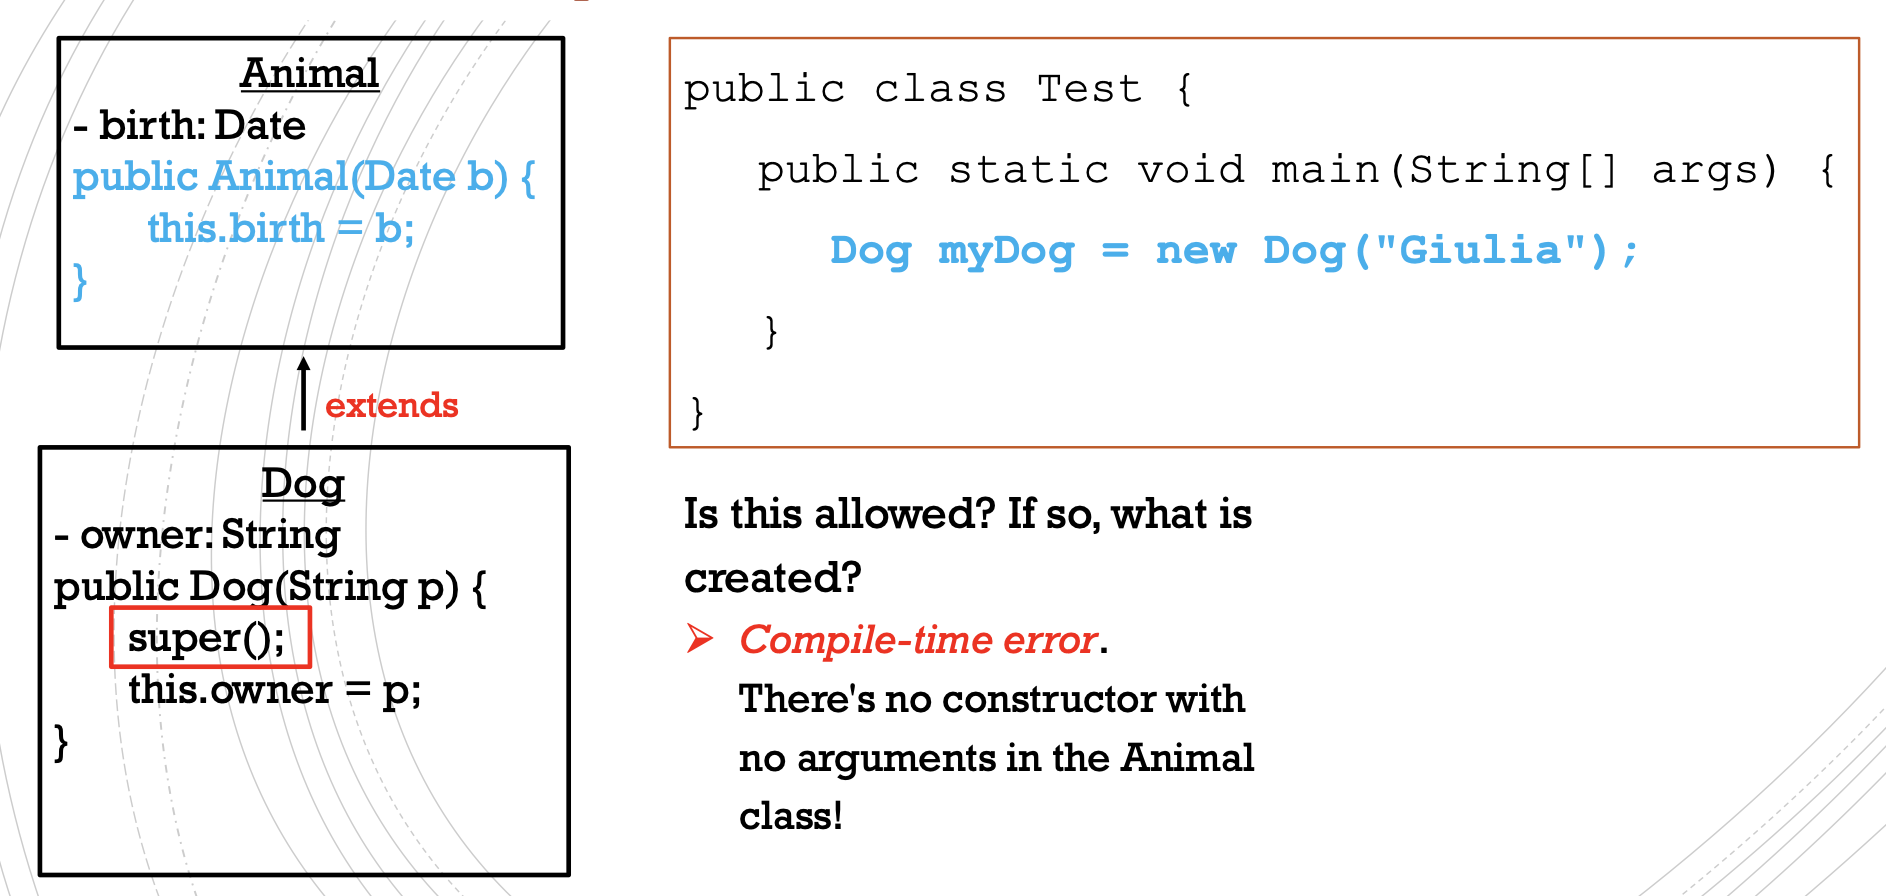 Animal
- birth: Date
public Animal(Date b) {
this.birth = b;
}
extends
Dog
- owner: String
public Dog(String p) {
super();
this.owner = p;
}
public class Test {
public static void main(String[] args) {
Dog myDog = new Dog("Giulia");
}
}
Is this allowed? If so, what is
created?
➢ Compile-time error.
There's no constructor with
no arguments in the Animal
class!